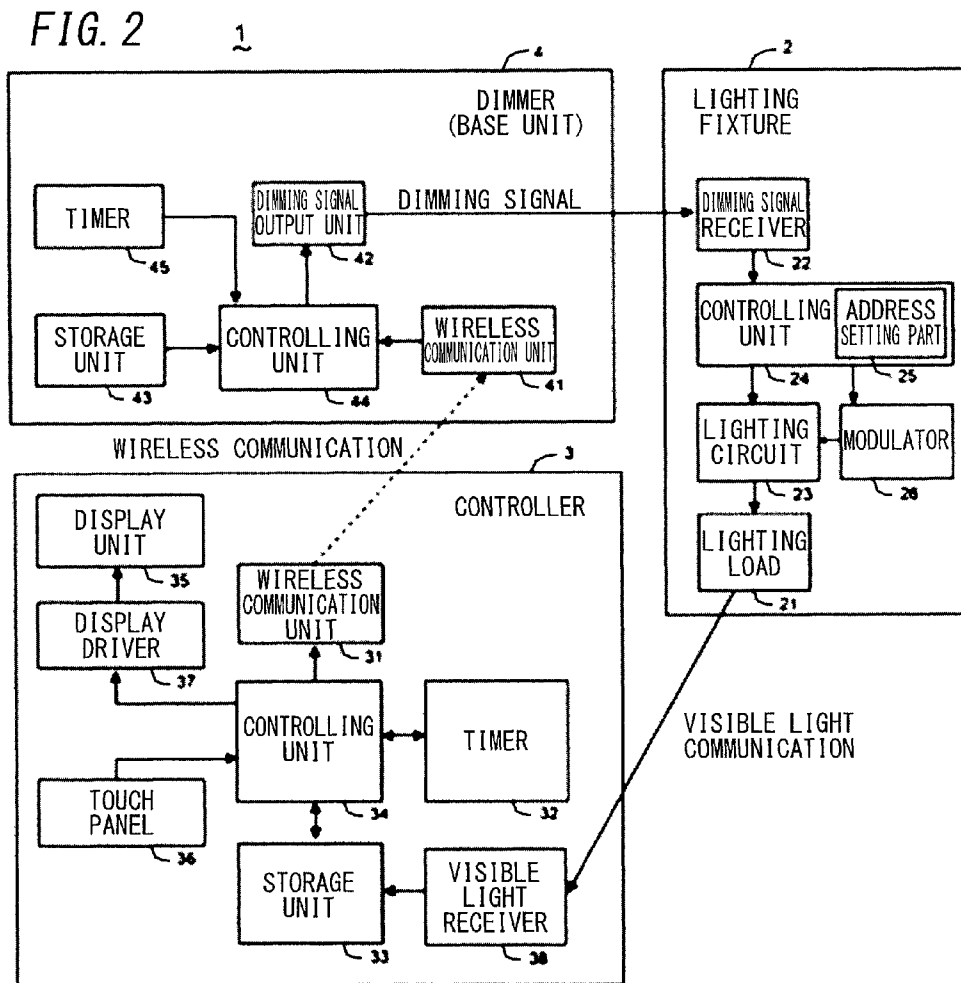 FIG. 2
1
4
DIMMER
(BASE UNIT)
TIMER
45
DIMMING SIGNAL
OUTPUT UNIT
42
DIMMING SIGNAL
STORAGE
UNIT
43
CONTROLLING
UNIT
44
WIRELESS
COMMUNICATION UNIT
41
2
LIGHTING
FIXTURE
DIMMING SIGNAL
RECEIVER
22
CONTROLLING
UNIT
24
ADDRESS
SETTING PART
25
LIGHTING
CIRCUIT
23
MODULATOR
26
LIGHTING
LOAD
21
WIRELESS COMMUNICATION
3
CONTROLLER
DISPLAY
UNIT
35
DISPLAY
DRIVER
37
WIRELESS
COMMUNICATION
UNIT
31
CONTROLLING
UNIT
34
TIMER
32
TOUCH
PANEL
36
STORAGE
UNIT
33
VISIBLE
LIGHT
RECEIVER
38
VISIBLE LIGHT
COMMUNICATION